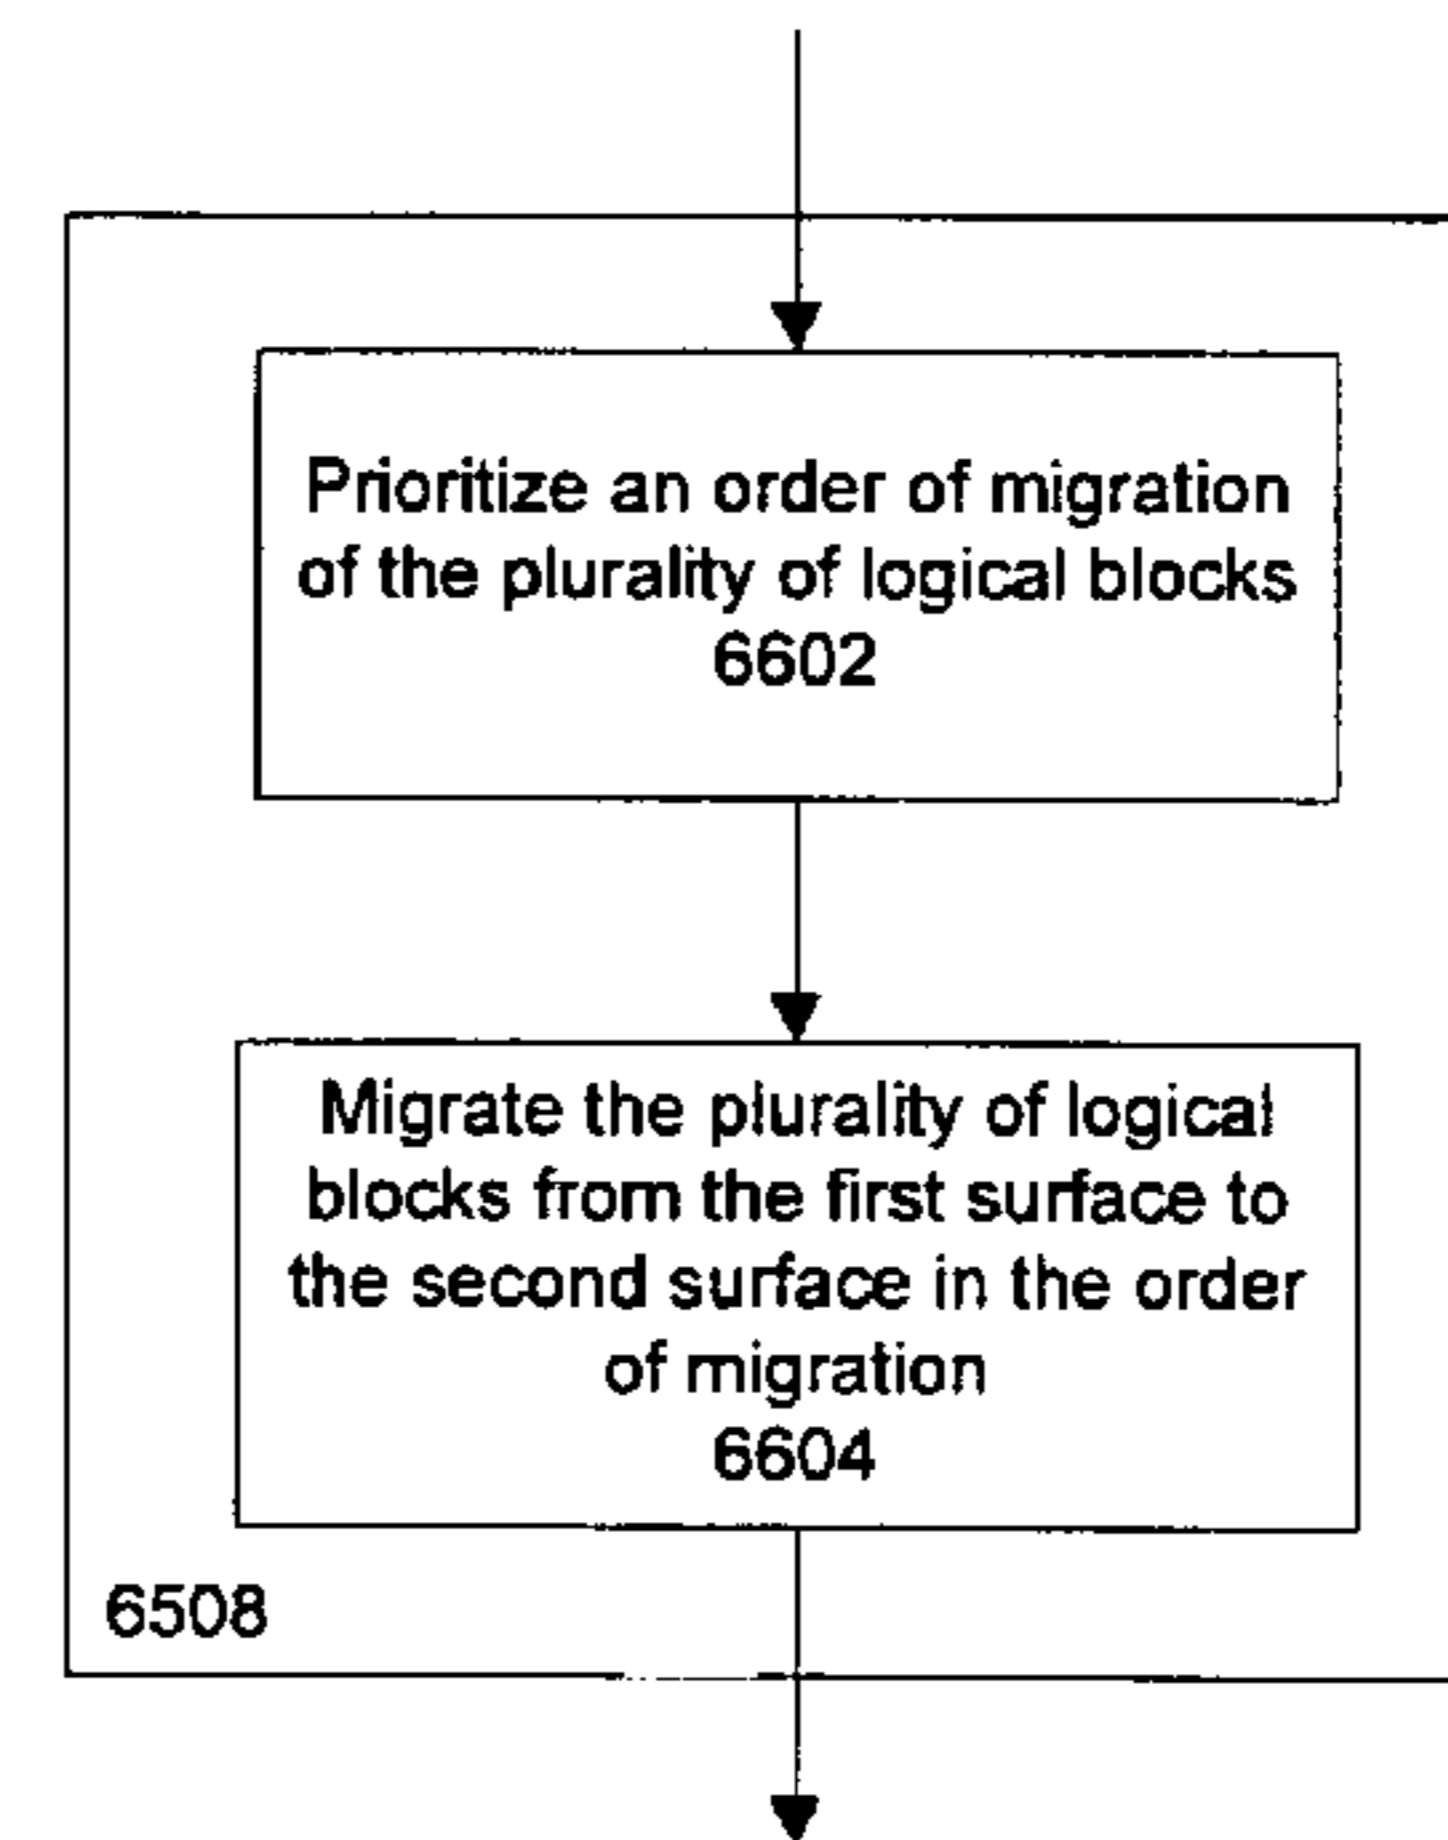 Prioritize an order of migration
of the plurality of logical blocks
6602
Migrate the plurality of logical
blocks from the first surface to
the second surface in the order
of migration
6604
6508